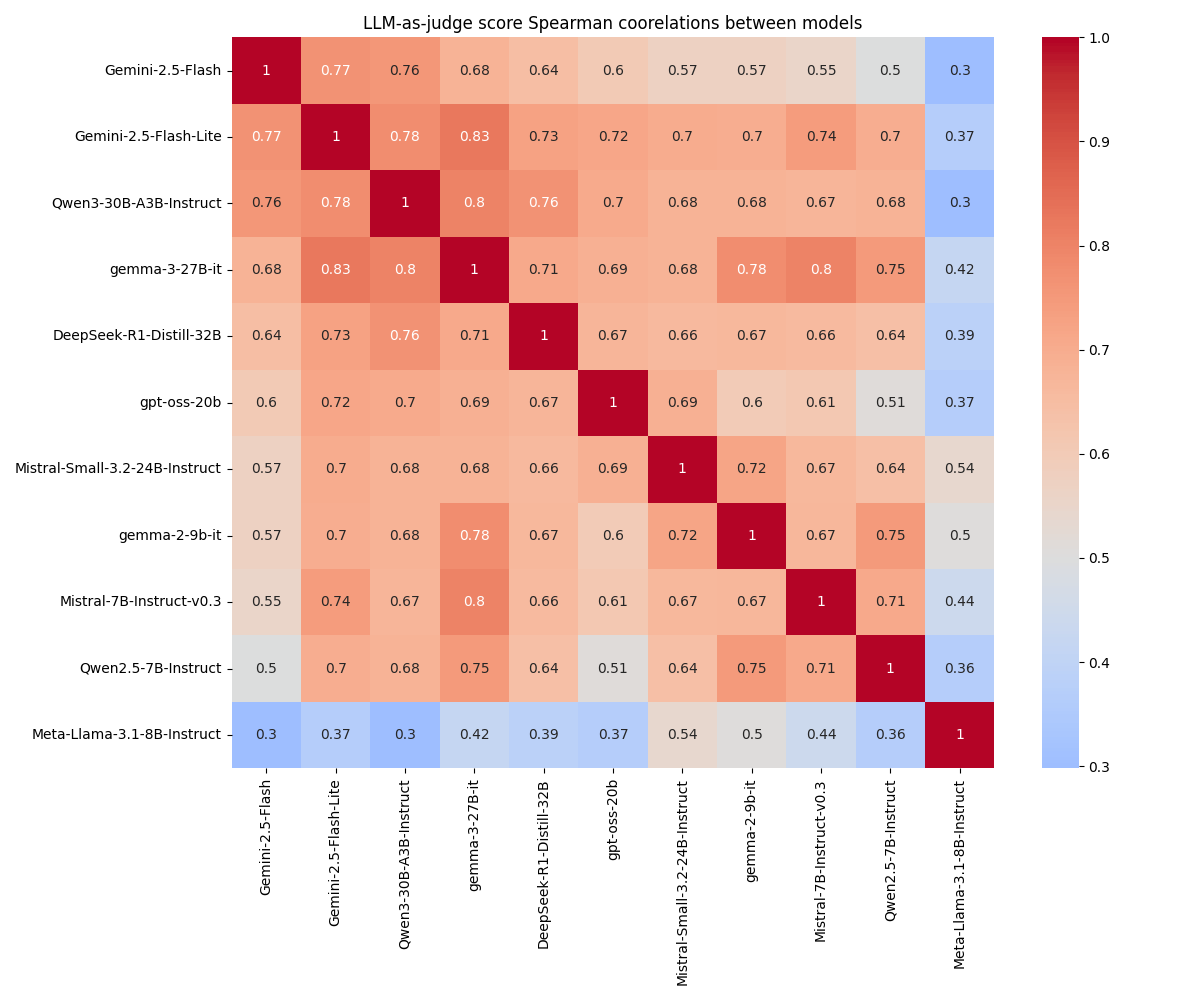 LLM-as-judge score Spearman coorelations between models
Gemini-2.5-Flash 1 0.77 0.76 0.68 0.64 0.6 0.57 0.57 0.55 0.5 0.3
Gemini-2.5-Flash-Lite 0.77 1 0.78 0.83 0.73 0.72 0.7 0.7 0.74 0.7 0.37
Qwen3-30B-A3B-Instruct 0.76 0.78 1 0.8 0.76 0.7 0.68 0.68 0.67 0.68 0.3
gemma-3-27B-it 0.68 0.83 0.8 1 0.71 0.69 0.68 0.78 0.8 0.75 0.42
DeepSeek-R1-Distill-32B 0.64 0.73 0.76 0.71 1 0.67 0.66 0.67 0.66 0.64 0.39
gpt-oss-20b 0.6 0.72 0.7 0.69 0.67 1 0.69 0.6 0.61 0.51 0.37
Mistral-Small-3.2-24B-Instruct 0.57 0.7 0.68 0.68 0.66 0.69 1 0.72 0.67 0.64 0.54
gemma-2-9b-it 0.57 0.7 0.68 0.78 0.67 0.6 0.72 1 0.67 0.75 0.5
Mistral-7B-Instruct-v0.3 0.55 0.74 0.67 0.8 0.66 0.61 0.67 0.67 1 0.71 0.44
Qwen2.5-7B-Instruct 0.5 0.7 0.68 0.75 0.64 0.51 0.64 0.75 0.71 1 0.36
Meta-Llama-3.1-8B-Instruct 0.3 0.37 0.3 0.42 0.39 0.37 0.54 0.5 0.44 0.36 1
Gemini-2.5-Flash
Gemini-2.5-Flash-Lite
Qwen3-30B-A3B-Instruct
gemma-3-27B-it
DeepSeek-R1-Distill-32B
gpt-oss-20b
Mistral-Small-3.2-24B-Instruct
gemma-2-9b-it
Mistral-7B-Instruct-v0.3
Qwen2.5-7B-Instruct
Meta-Llama-3.1-8B-Instruct
1.0
0.9
0.8
0.7
0.6
0.5
0.4
0.3